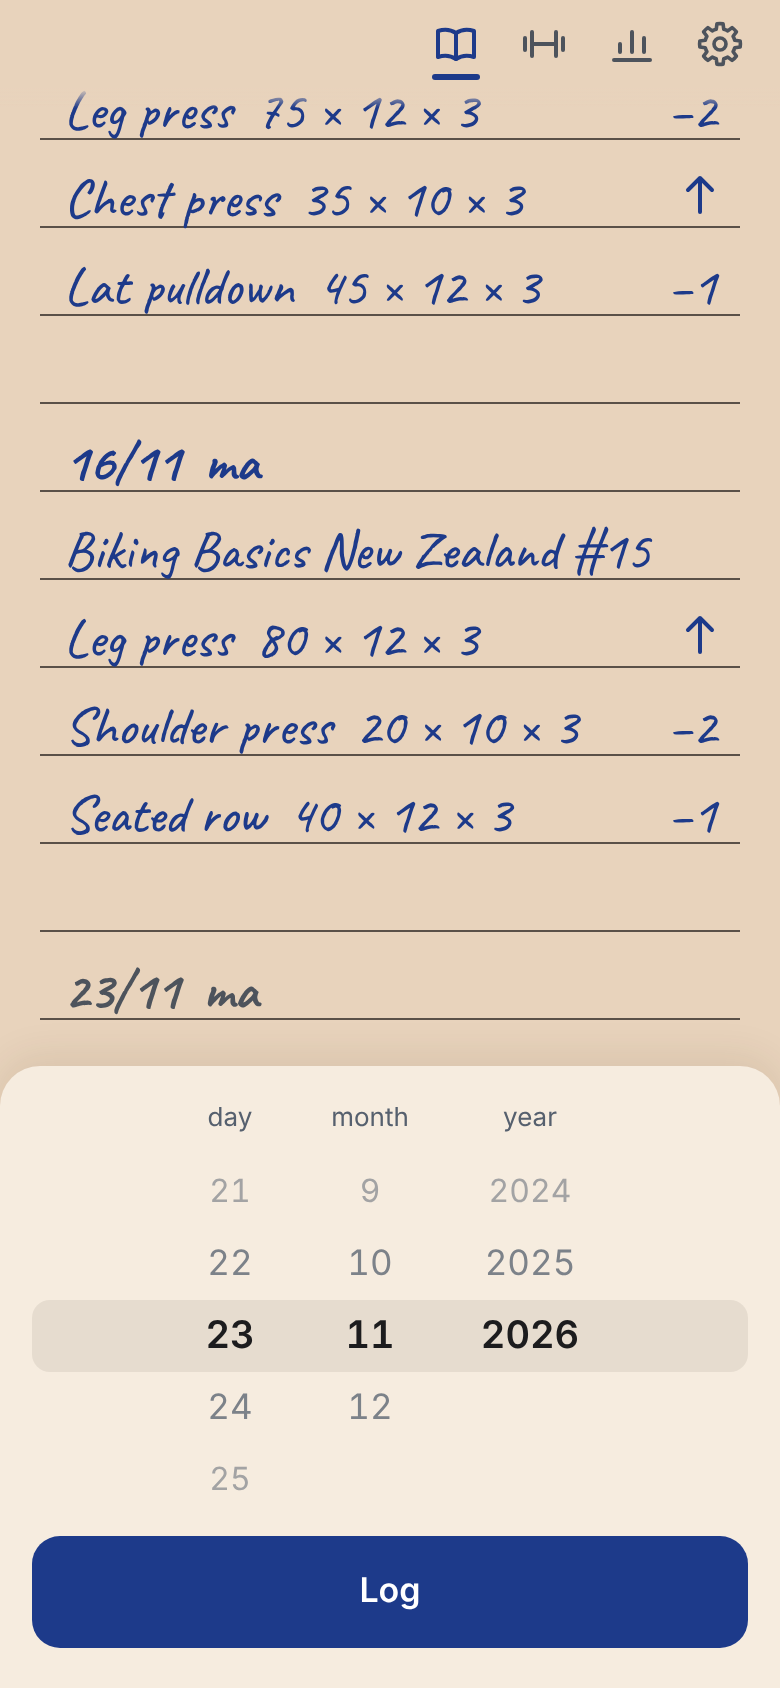 Leg press 75 × 12 × 3 –2
Chest press 35 × 10 × 3 ↑
Lat pulldown 45 × 12 × 3 –1
16/11 ma
Biking Basics New Zealand #15
Leg press 80 × 12 × 3 ↑
Shoulder press 20 × 10 × 3 –2
Seated row 40 × 12 × 3 –1
23/11 ma
day month year
21 9 2024
22 10 2025
23 11 2026
24 12
25
Log